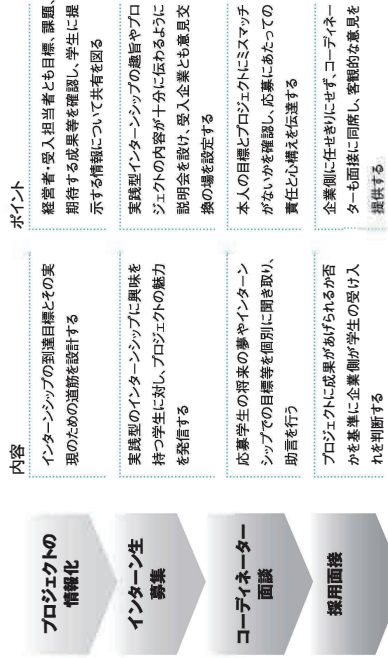 内容
ポイント
プロジェクトの
情報化
インターンシップの到達目標とその実
現のための道筋を設計する
経営者・受入担当者とも目標、課題、
期待する成果等を確認し、学生に提
示する情報について共有を図る
インターン生
募集
実践型のインターンシップに興味を
持つ学生に対し、プロジェクトの魅力
を発信する
実践型インターンシップの趣旨やプロ
ジェクトの内容が十分に伝わるように
説明会を設け、受入企業とも意見交
換の場を設定する
コーディネーター
面談
応募学生の将来の夢やインターン
シップでの目標等を個別に聞き取り、
助言を行う
本人の目標とプロジェクトにミスマッチ
がないかを確認し、応募にあたっての
責任と心構えを伝達する
採用面接
プロジェクトに成果があげられるか否
かを基準に企業側が学生の受け入
れを判断する
企業側に任せきりにせず、コーディネー
ターも面接に同席し、客観的な意見を
提供する